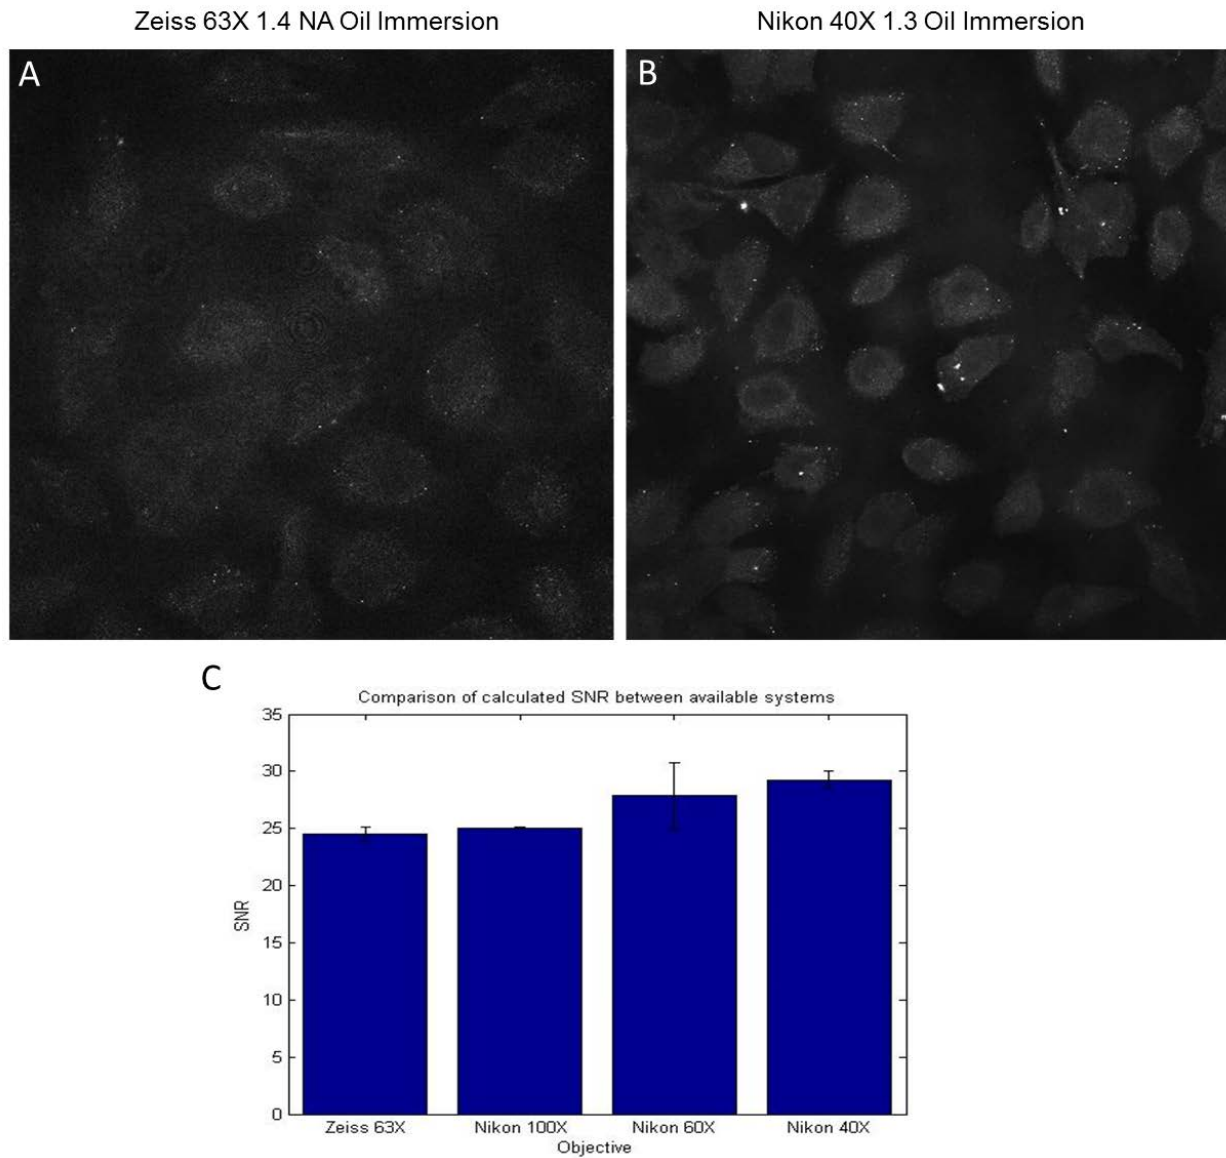 Zeiss 63X 1.4 NA Oil Immersion
Nikon 40X 1.3 Oil Immersion
A
B
C
Comparison of calculated SNR between available systems
35
30
25
20
15
10
5
0
SNR
Zeiss 63X
Nikon 100X
Nikon 60X
Nikon 40X
Objective